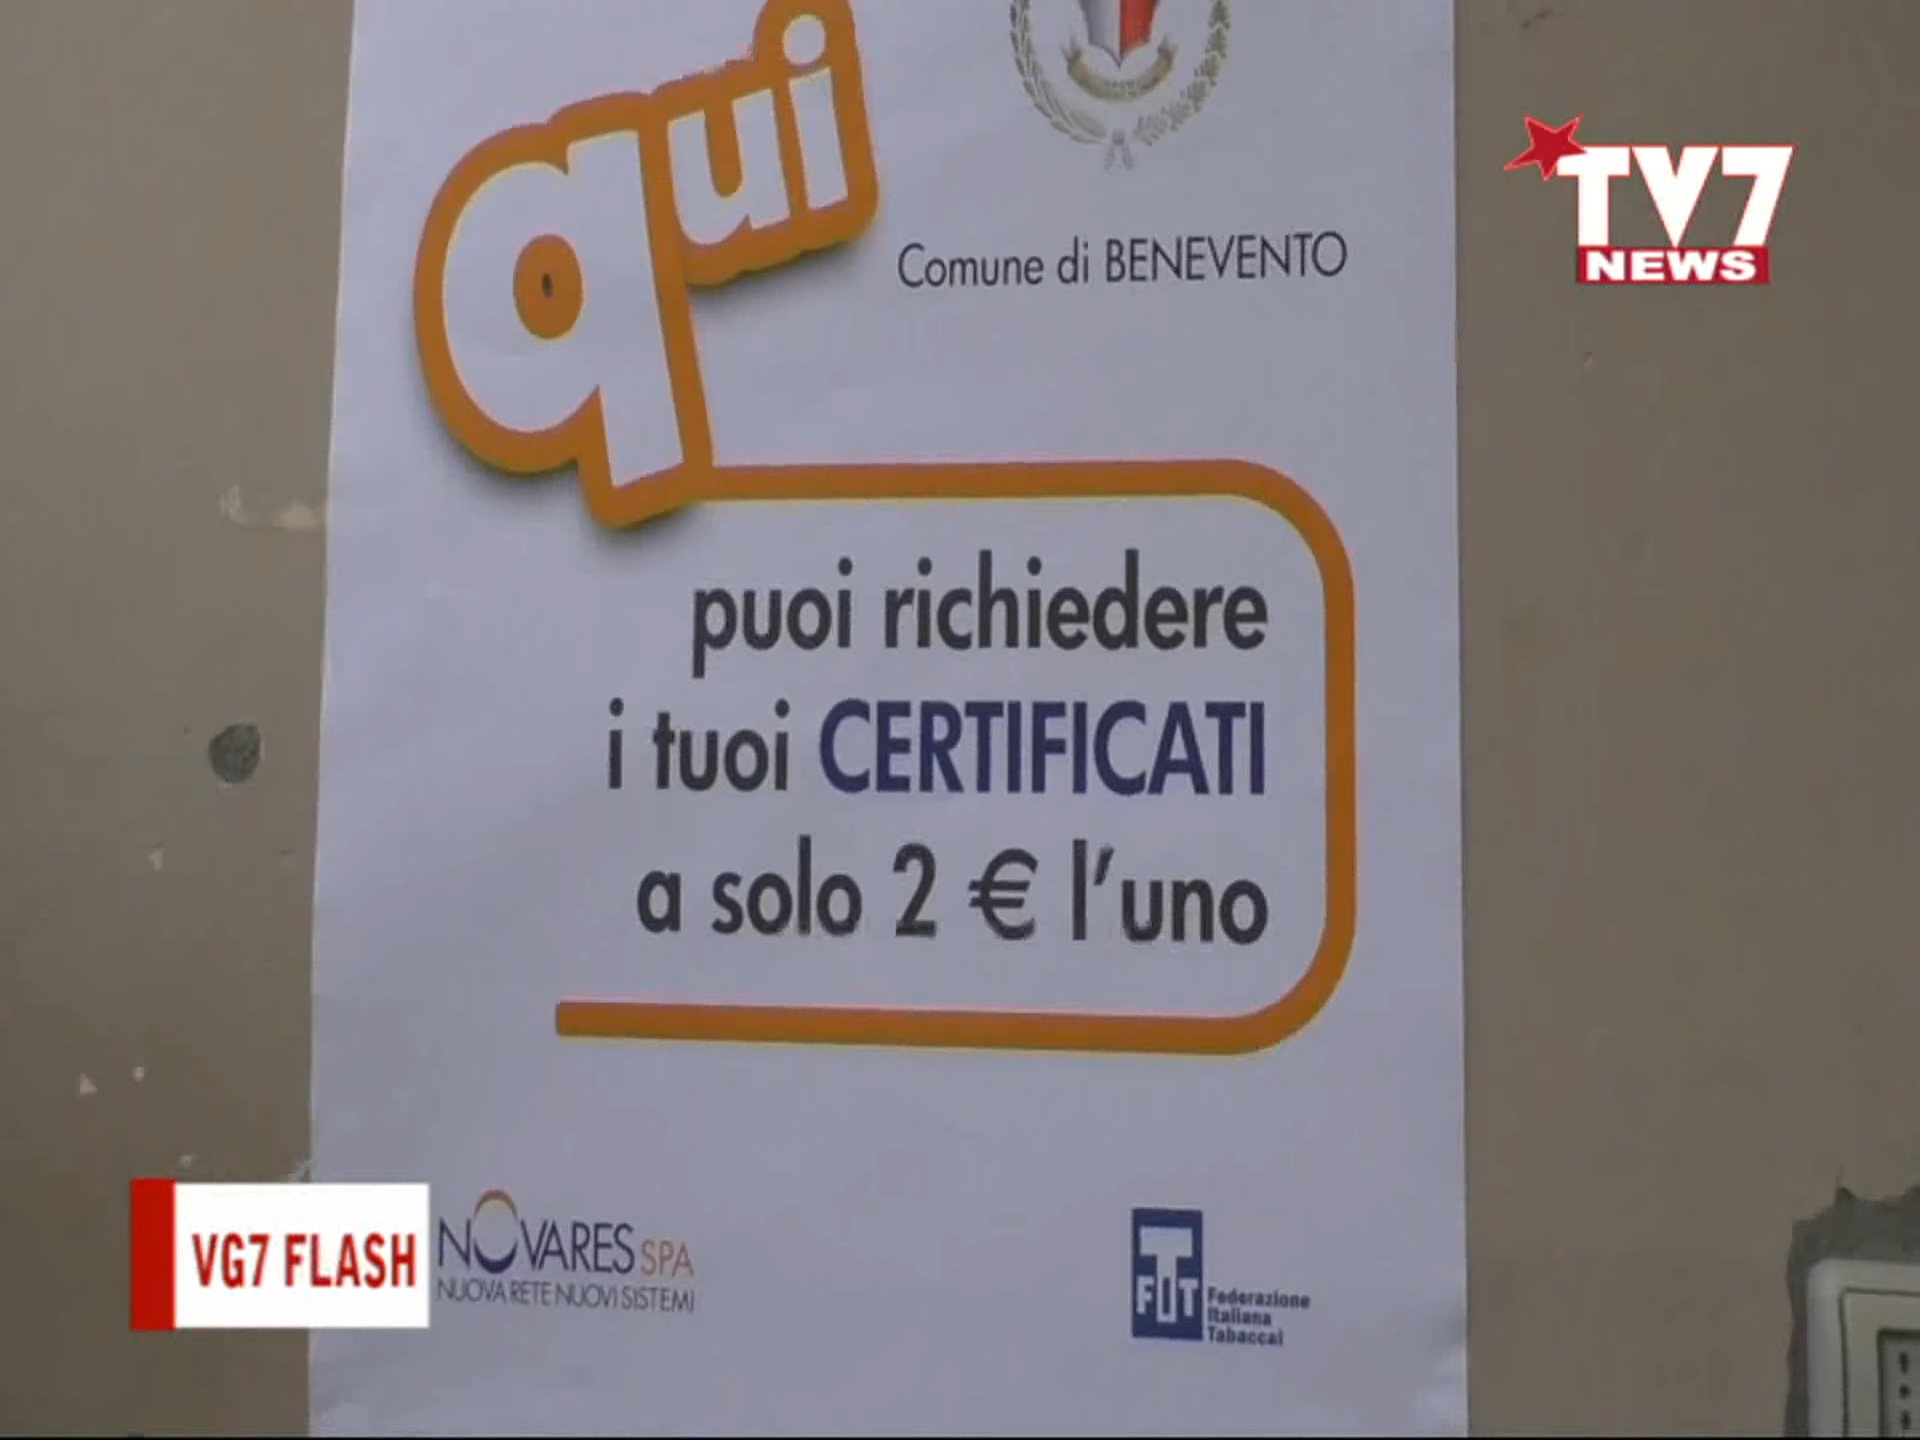 qui
Comune di BENEVENTO
TV7
NEWS
puoi richiedere
i tuoi CERTIFICATI
a solo 2 € l'uno
VG7 FLASH
NOVARES SPA
NUOVA RETE NUOVI SISTEMI
FIT
Federazione
Italiana
Tabaccai